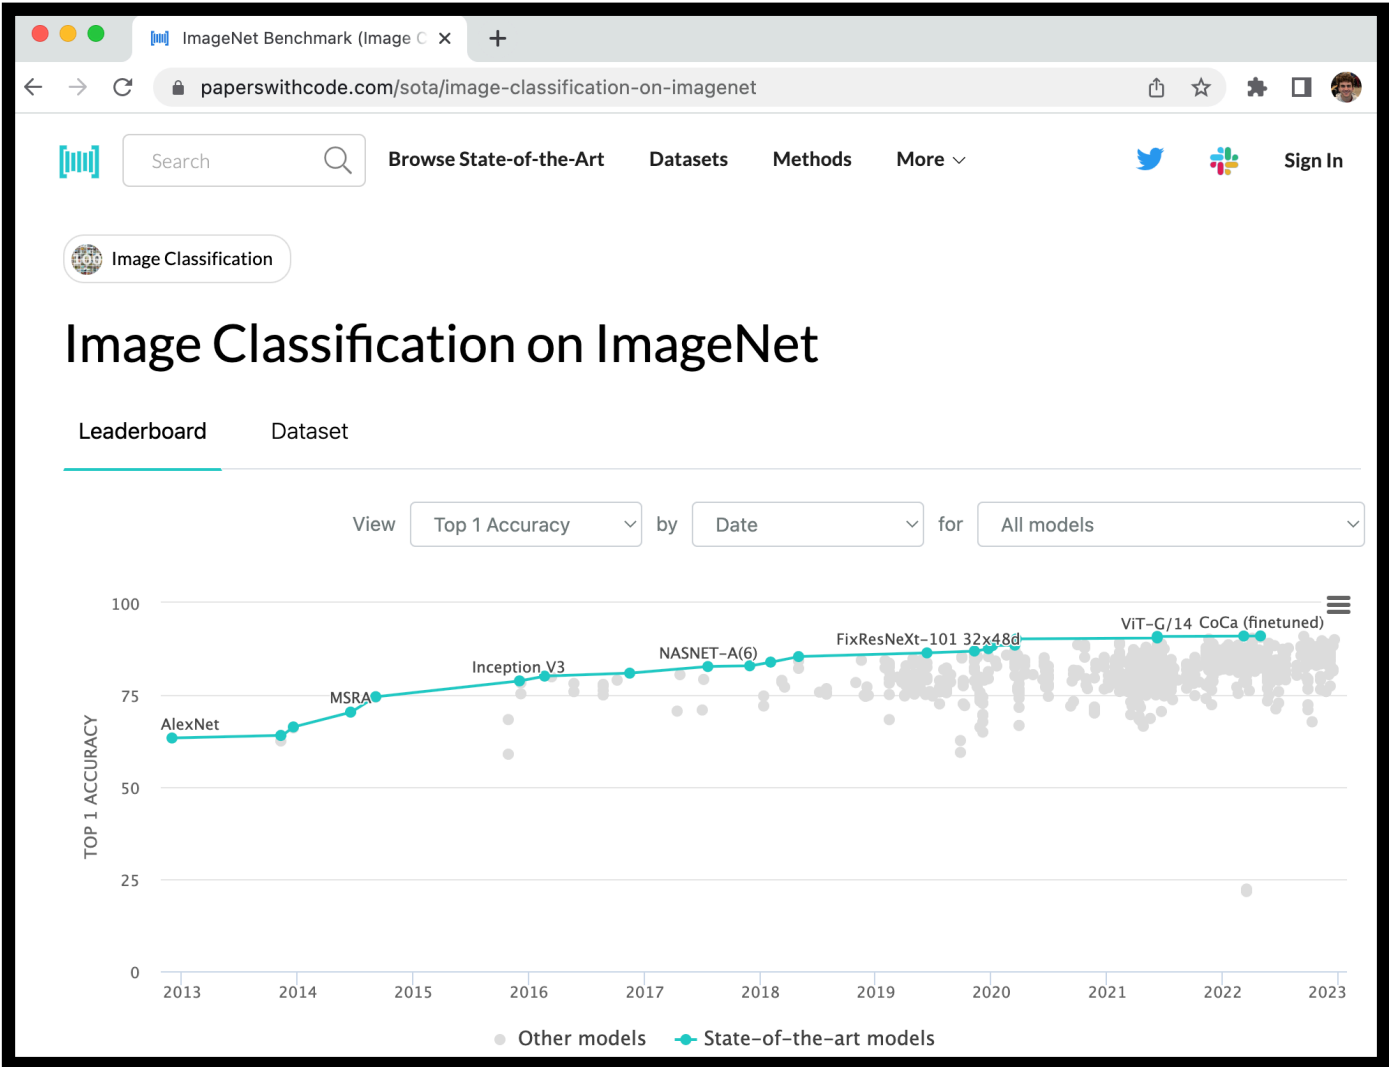 ImageNet Benchmark (Image C
paperswithcode.com/sota/image-classification-on-imagenet
Search
Browse State-of-the-Art
Datasets
Methods
More
Sign In
Image Classification
Image Classification on ImageNet
Leaderboard
Dataset
View Top 1 Accuracy by Date for All models
TOP 1 ACCURACY
100
75
50
25
0
AlexNet
MSRA
Inception V3
NASNET-A(6)
FixResNeXt-101 32x48d
ViT-G/14
CoCa (finetuned)
2013 2014 2015 2016 2017 2018 2019 2020 2021 2022 2023
Other models
State-of-the-art models